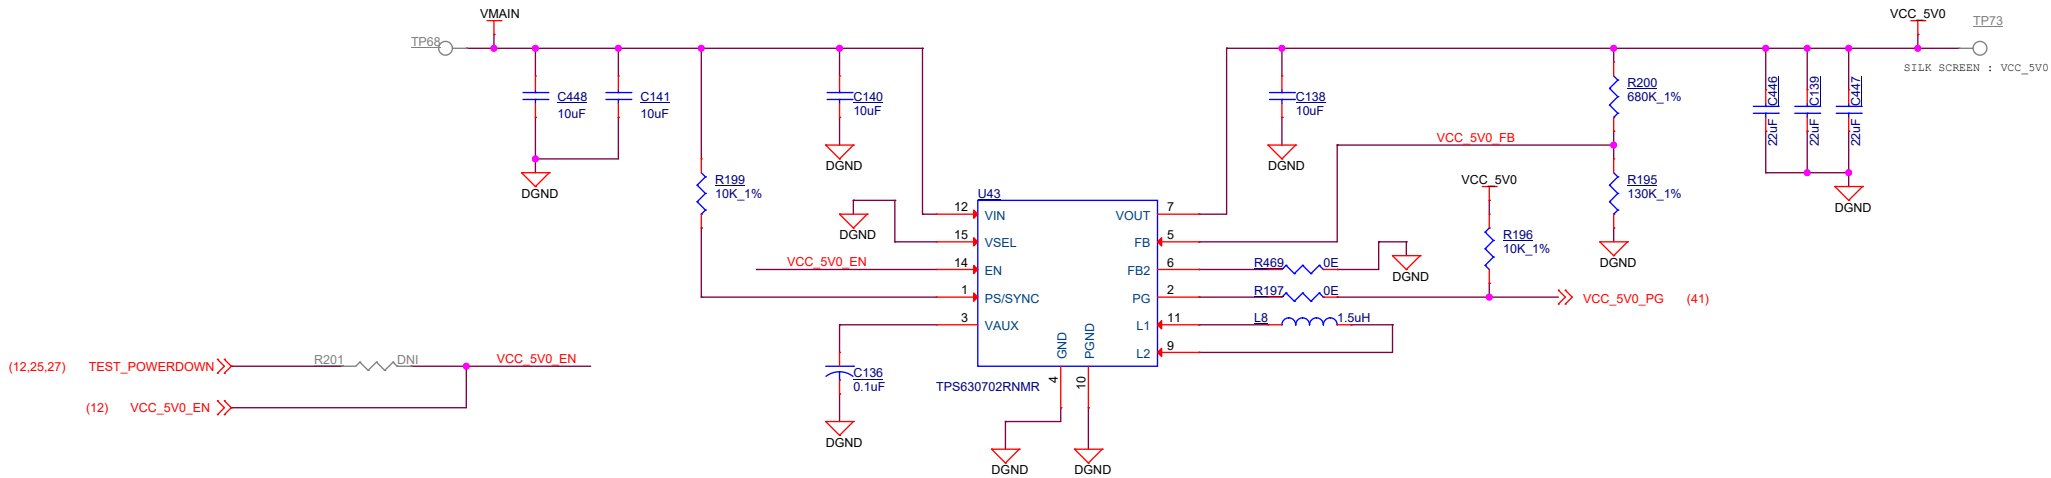 VMAIN
TP68
C448
10uF
C141
10uF
C140
10uF
DGND
DGND
R199
10K_1%
DGND
VCC_5V0_EN
U43
12 VIN
15 VSEL
14 EN
1 PS/SYNC
3 VAUX
VOUT 7
FB 5
FB2 6
PG 2
L1 11
L2 9
GND
4
PGND
10
TPS630702RNMR
C136
0.1uF
DGND
DGND
DGND
C138
10uF
DGND
VCC_5V0_FB
R200
680K_1%
R195
130K_1%
DGND
VCC_5V0
R196
10K_1%
R469 0E
DGND
R197 0E
VCC_5V0_PG (41)
L8 1.5uH
C446
22uF
C139
22uF
C447
22uF
DGND
VCC_5V0
TP73
SILK SCREEN : VCC_5V0
(12,25,27) TEST_POWERDOWN
R201 DNI
VCC_5V0_EN
(12) VCC_5V0_EN